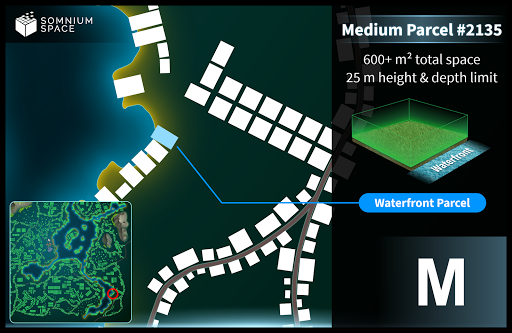 SOMNIUM
SPACE
Medium Parcel #2135
600+ m² total space
25 m height & depth limit
Waterfront
Waterfront Parcel
M